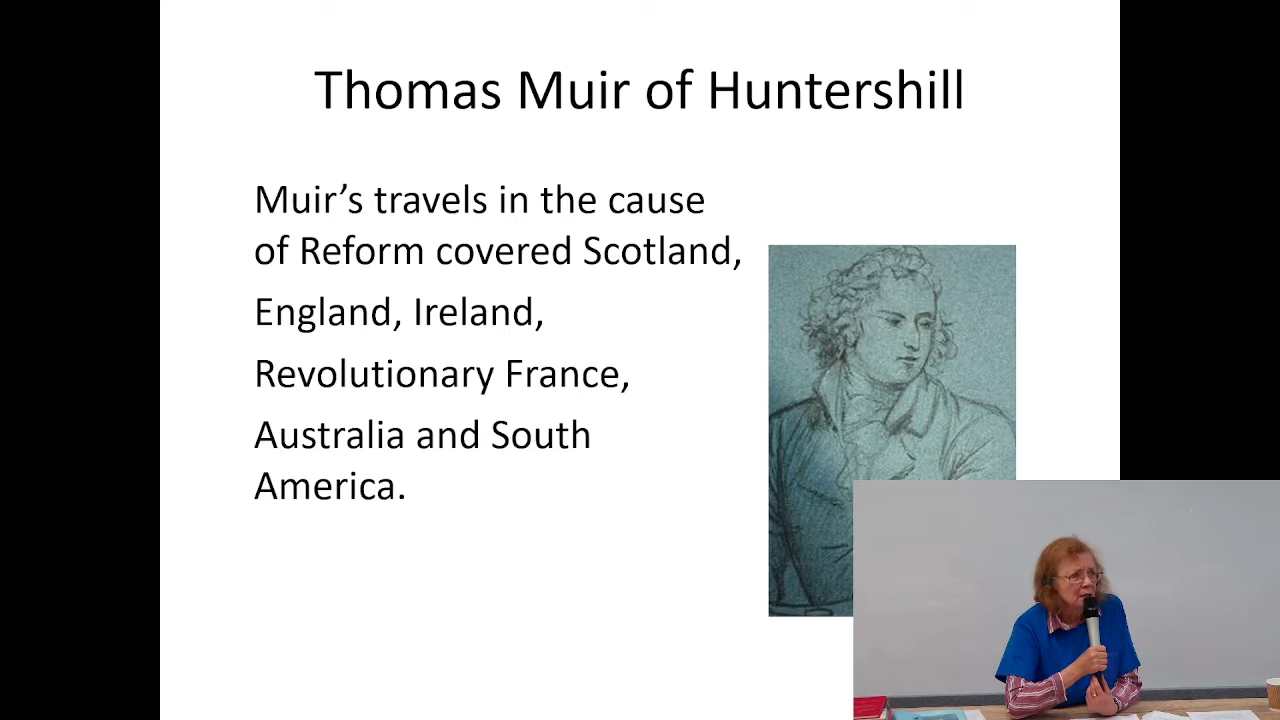 Thomas Muir of Huntershill
Muir’s travels in the cause
of Reform covered Scotland,
England, Ireland,
Revolutionary France,
Australia and South
America.